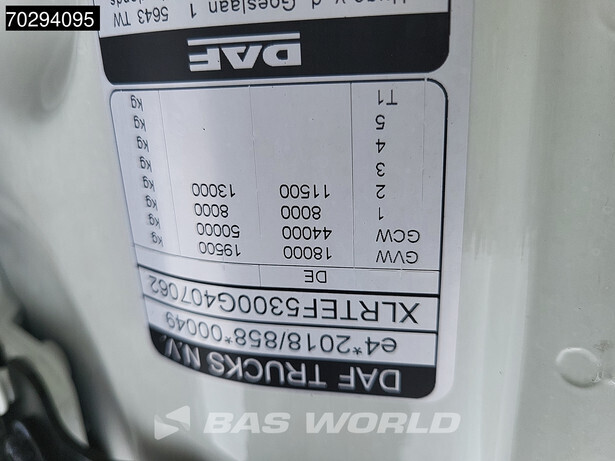 70294095
DAF TRUCKS N.V.
e4*2018/858*00049
XLRTEF5300G407062
DE
GVW 18000 19500 kg
GCW 44000 50000 kg
1 8000 8000 kg
2 11500 13000 kg
3 kg
4 kg
5 kg
T1 kg
DAF
v.d. Goeslaan 1
5643 TW
BAS WORLD